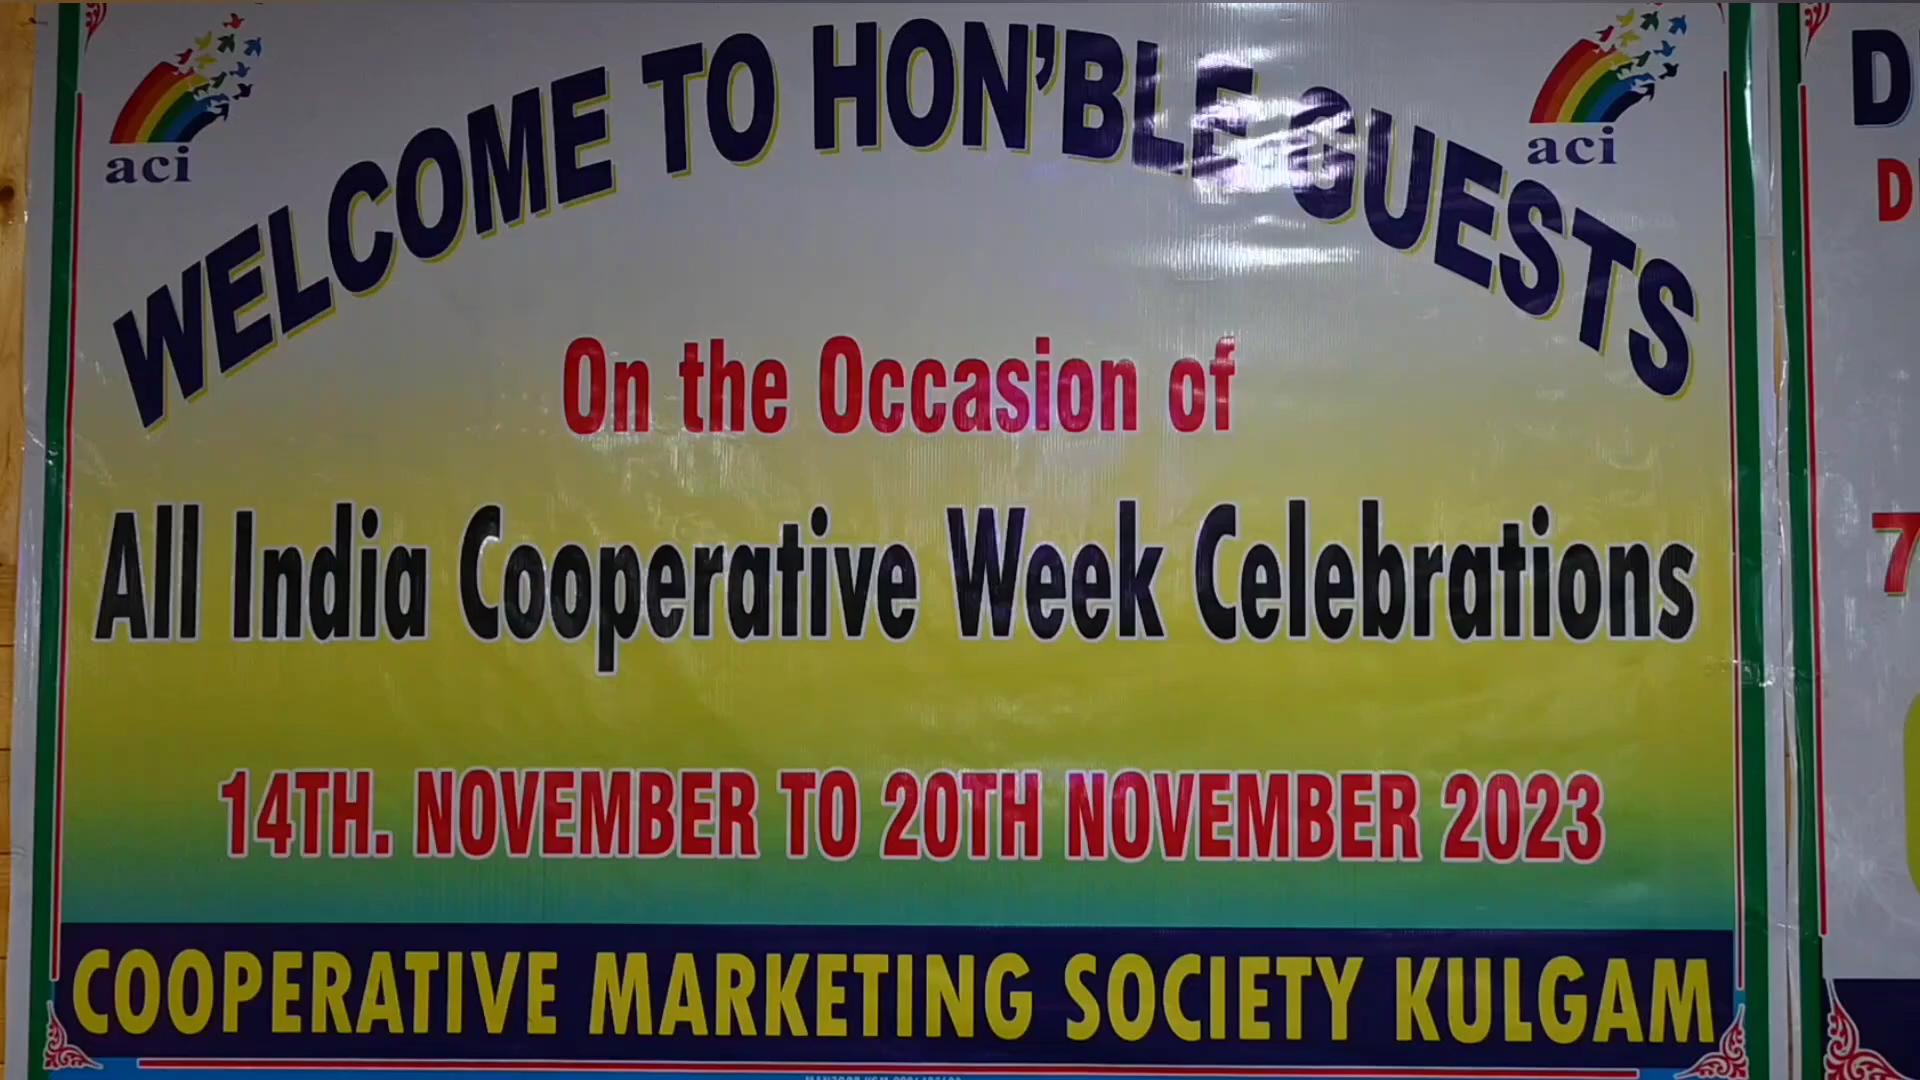 aci
aci
WELCOME TO HON'BLE GUESTS
On the Occasion of
All India Cooperative Week Celebrations
14TH. NOVEMBER TO 20TH NOVEMBER 2023
COOPERATIVE MARKETING SOCIETY KULGAM
D
D
7